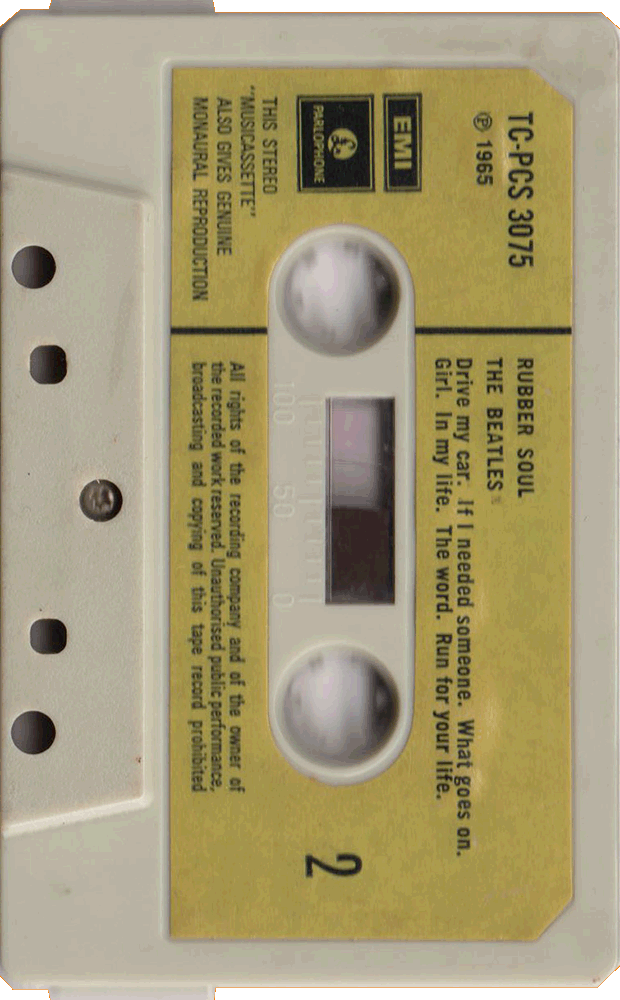 TC-PCS 3075
Ⓟ 1965
EMI
PARLOPHONE
THIS STEREO
"MUSICASSETTE"
ALSO GIVES GENUINE
MONAURAL REPRODUCTION
RUBBER SOUL
THE BEATLES
Drive my car. If I needed someone. What goes on.
Girl. In my life. The word. Run for your life.
100 50 0
2
All rights of the recording company and of the owner of
the recorded work reserved. Unauthorised public performance,
broadcasting and copying of this tape record prohibited